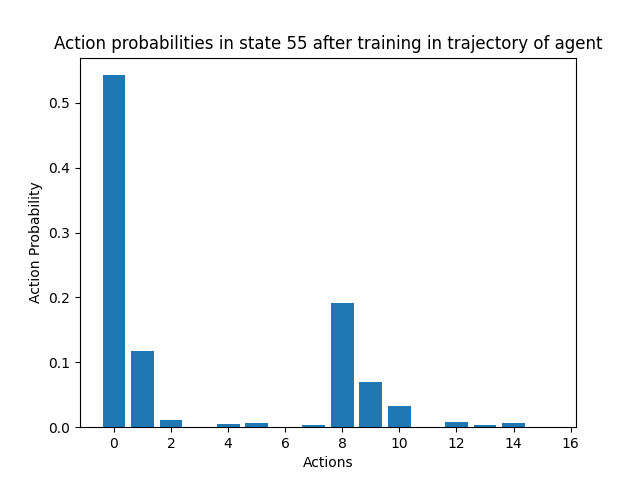 Action probabilities in state 55 after training in trajectory of agent
Action Probability
0.5
0.4
0.3
0.2
0.1
0.0
0 2 4 6 8 10 12 14 16
Actions